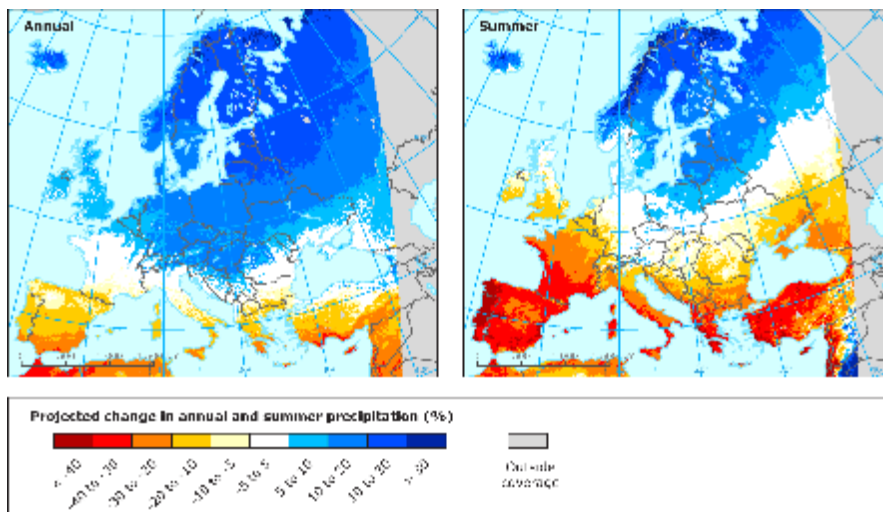 Annual
Summer
Projected change in annual and summer precipitation (%)
< -40
-40 to -30
-30 to -20
-20 to -10
-10 to -5
-5 to 5
5 to 10
10 to 20
> 30
Outside
coverage